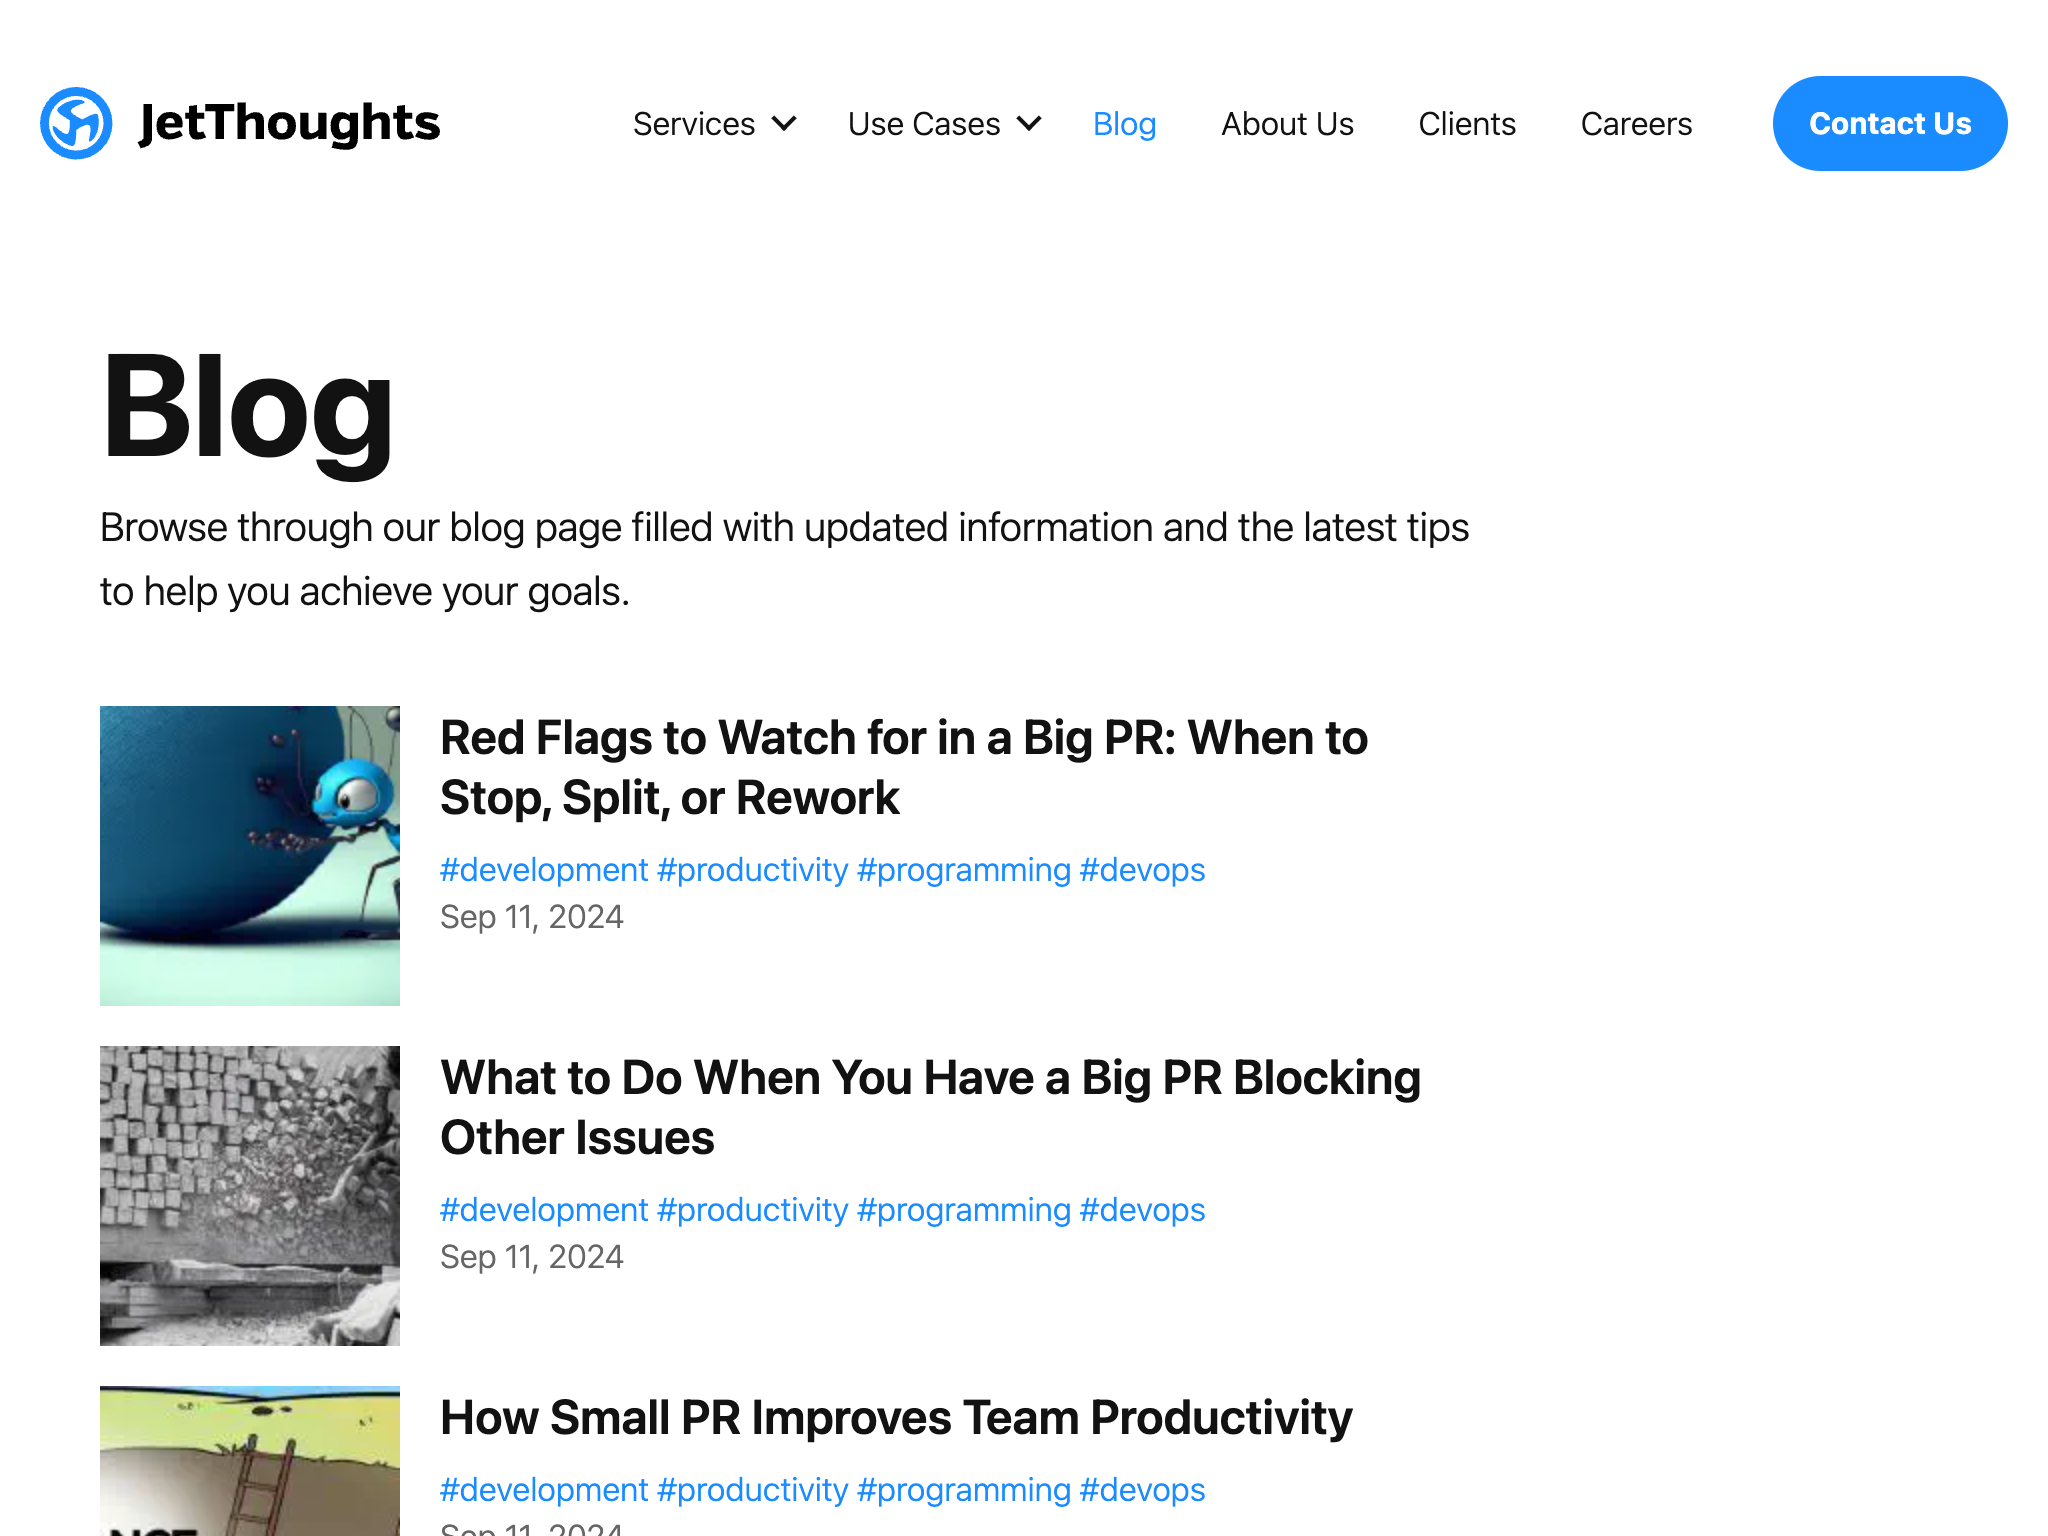 JetThoughts
Services
Use Cases
Blog
About Us
Clients
Careers
Contact Us
Blog
Browse through our blog page filled with updated information and the latest tips
to help you achieve your goals.
Red Flags to Watch for in a Big PR: When to
Stop, Split, or Rework
#development #productivity #programming #devops
Sep 11, 2024
What to Do When You Have a Big PR Blocking
Other Issues
#development #productivity #programming #devops
Sep 11, 2024
How Small PR Improves Team Productivity
#development #productivity #programming #devops
Sep 11, 2024